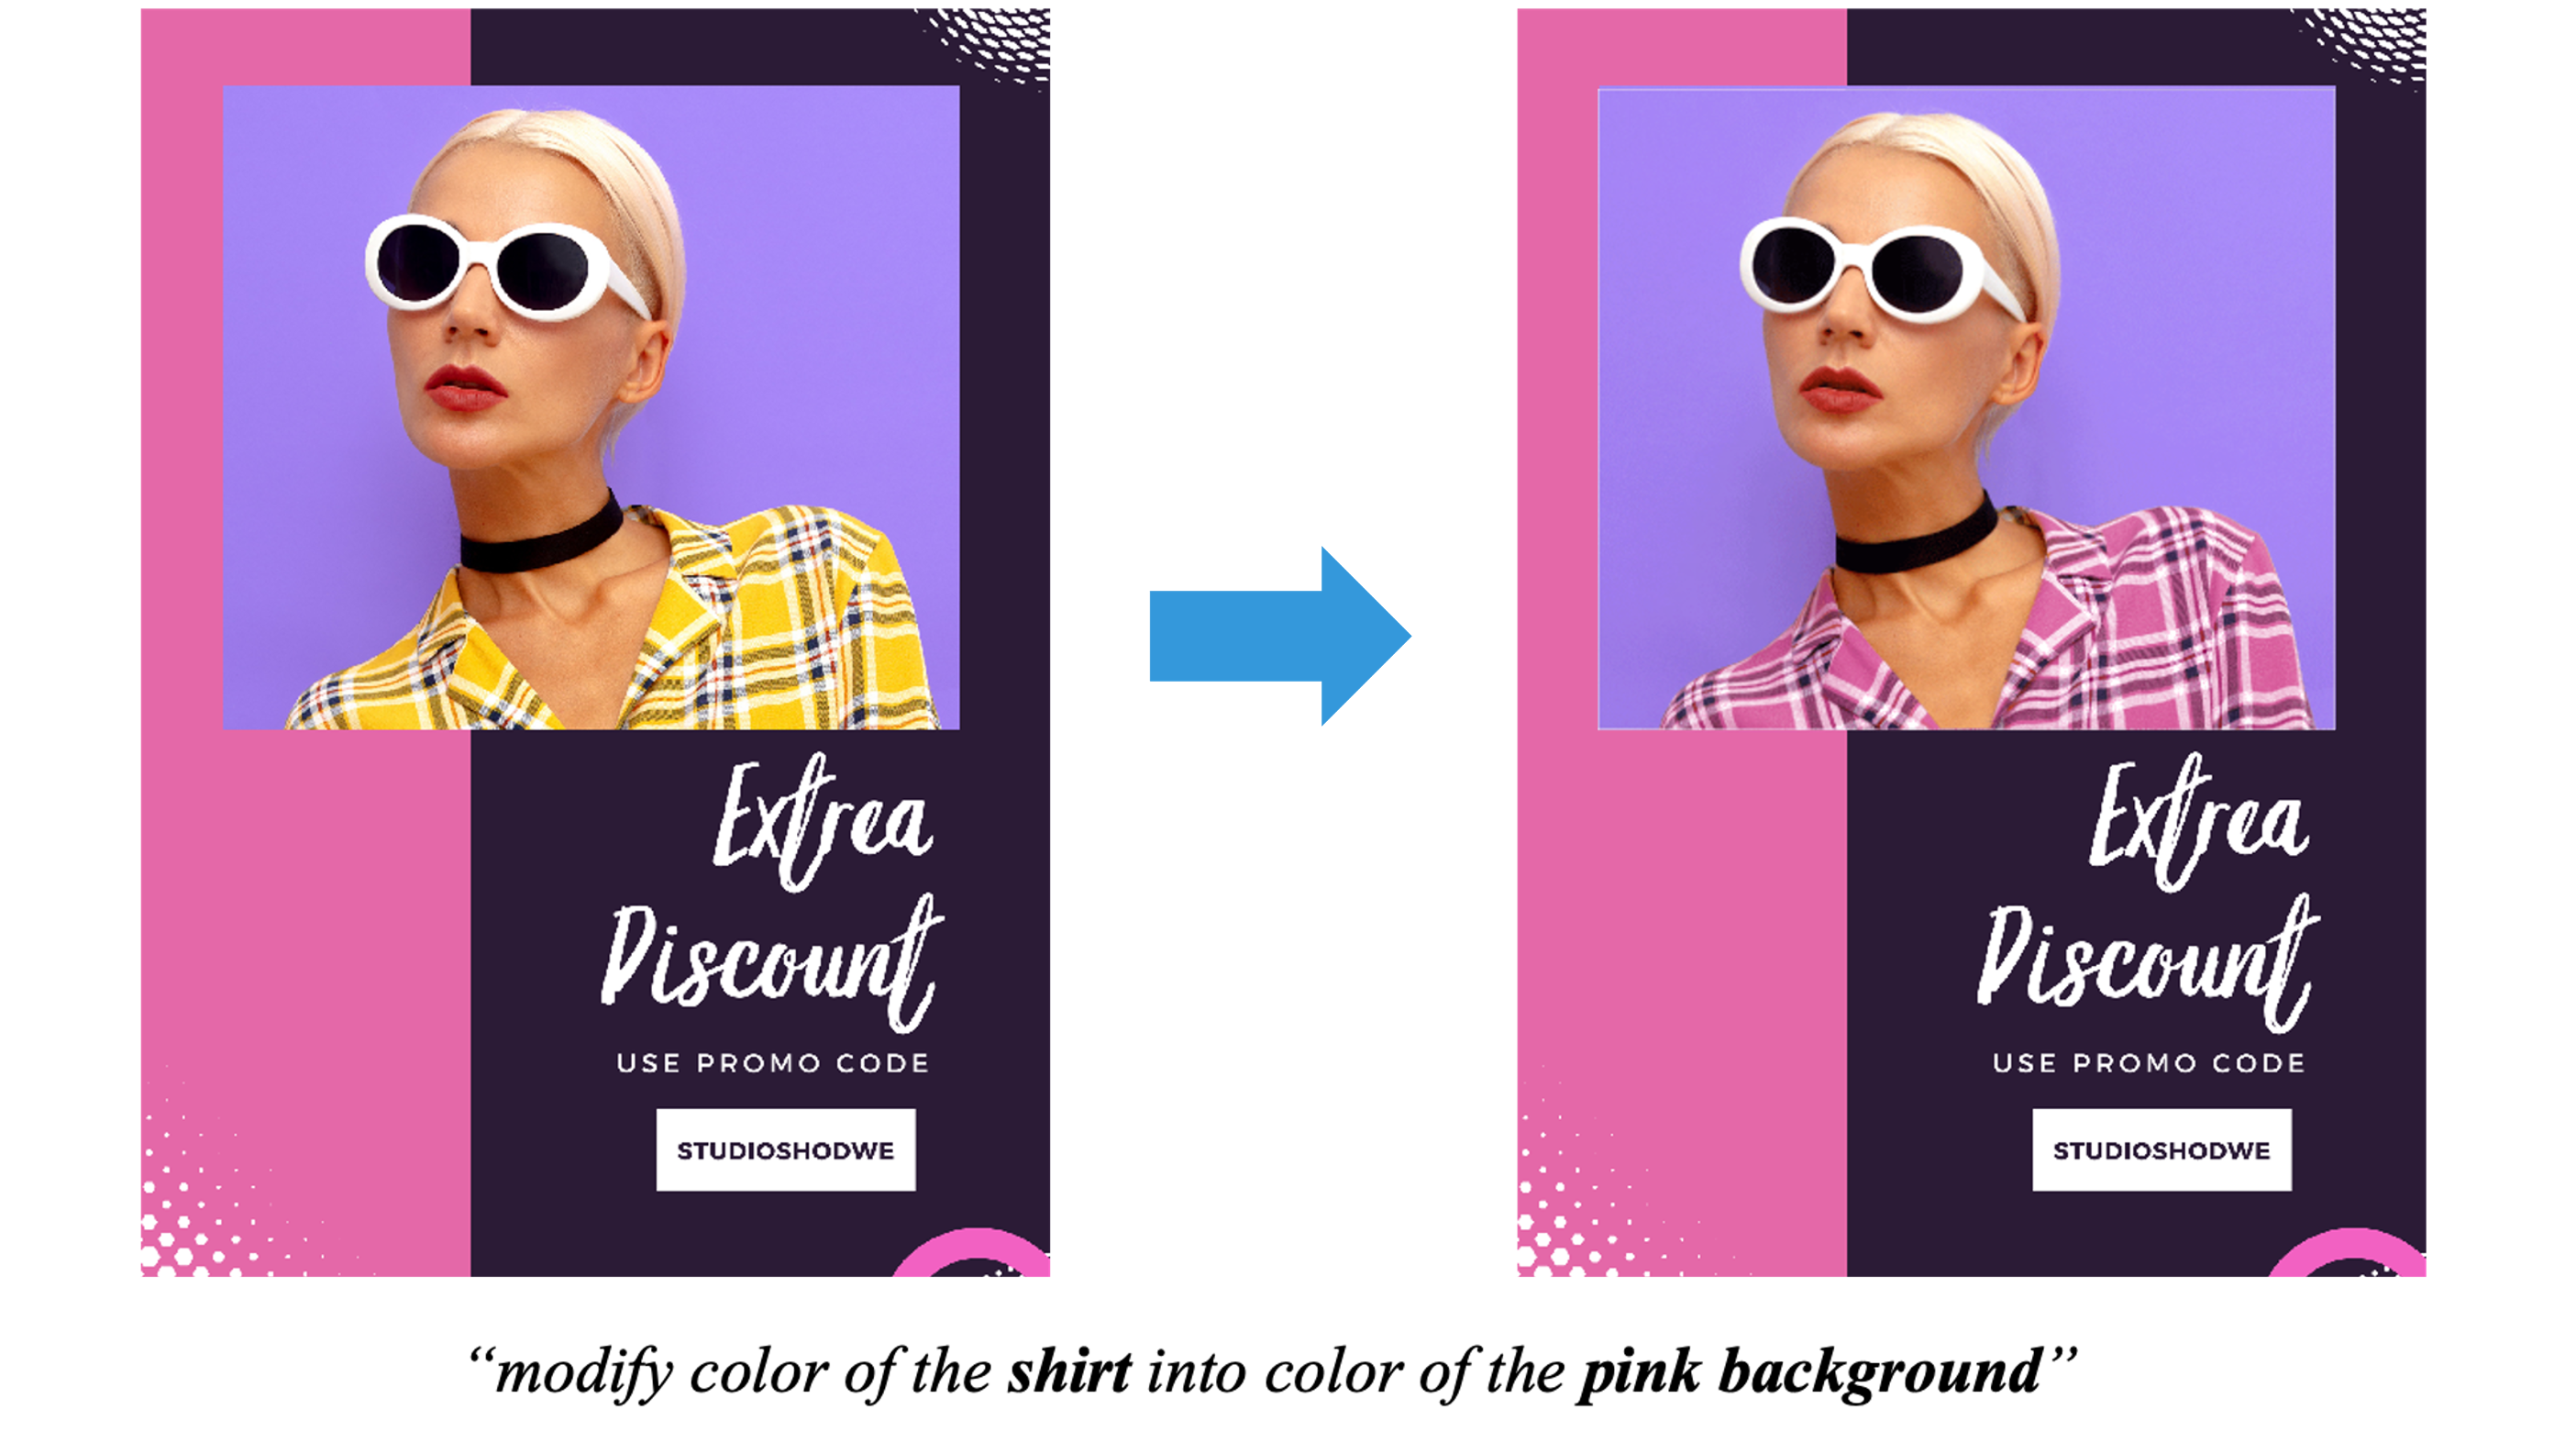 Extrea
Discount
USE PROMO CODE
STUDIOSHODWE
Extrea
Discount
USE PROMO CODE
STUDIOSHODWE
“modify color of the shirt into color of the pink background”